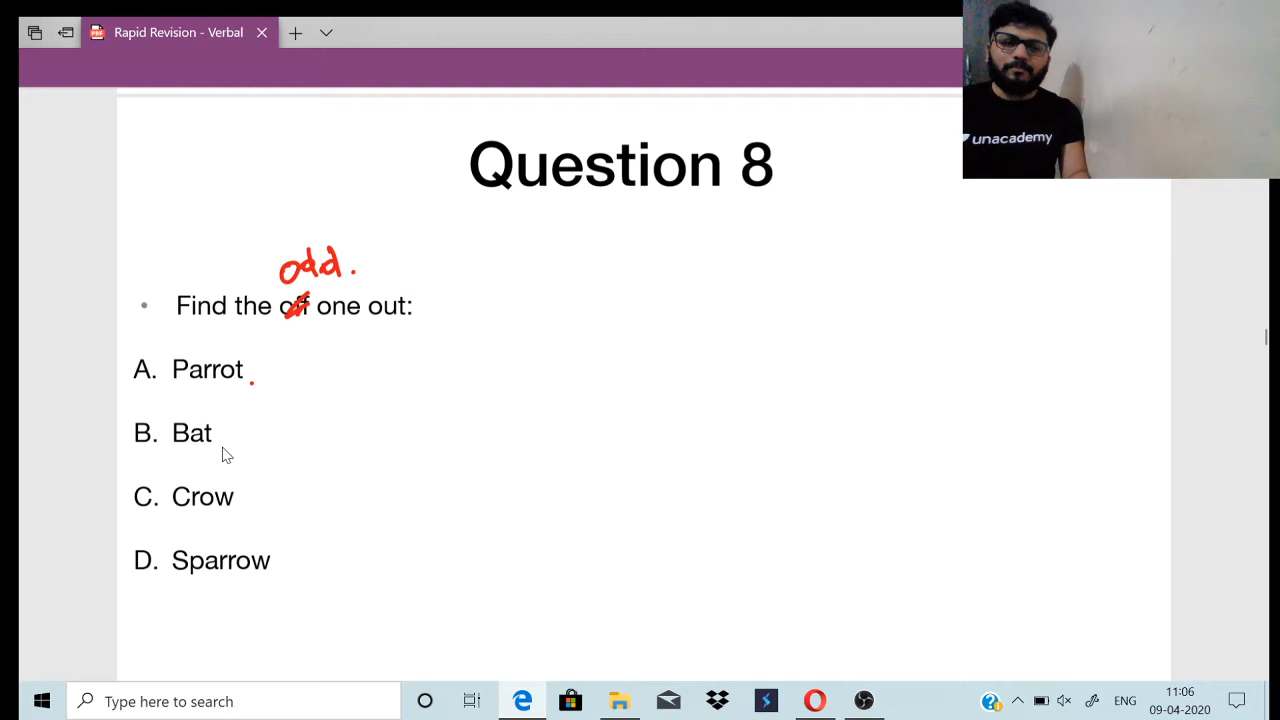 Rapid Revision - Verbal
unacademy
Question 8
odd.
Find the off one out:
A. Parrot
B. Bat
C. Crow
D. Sparrow
Type here to search
ENG
11:06
09-04-2020